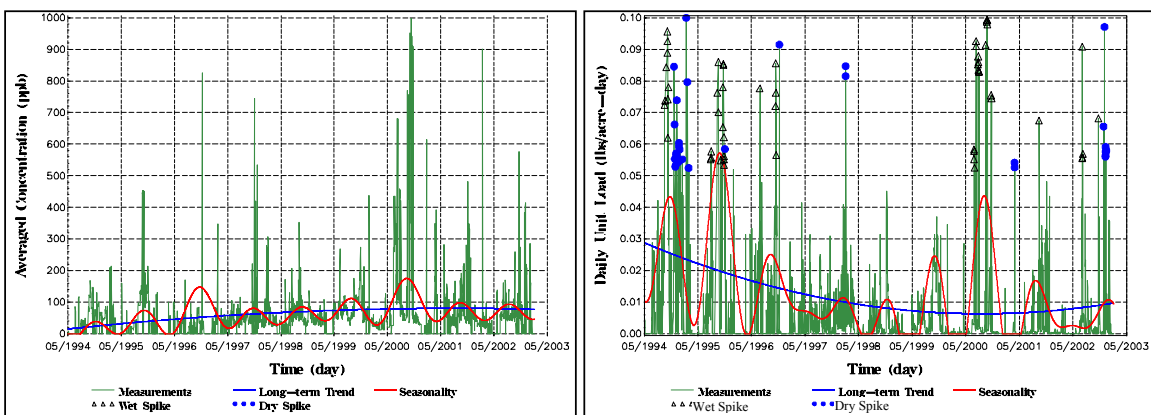 Averaged Concentration (ppb)
1000
900
800
700
600
500
400
300
200
100
0
05/1994 05/1995 05/1996 05/1997 05/1998 05/1999 05/2000 05/2001 05/2002 05/2003
Time (day)
Measurements Long-term Trend Seasonality
Wet Spike Dry Spike
Daily Unit Load (lbs/acre-day)
0.10
0.09
0.08
0.07
0.06
0.05
0.04
0.03
0.02
0.01
0.00
05/1994 05/1995 05/1996 05/1997 05/1998 05/1999 05/2000 05/2001 05/2002 05/2003
Time (day)
Measurements Long-term Trend Seasonality
Wet Spike Dry Spike